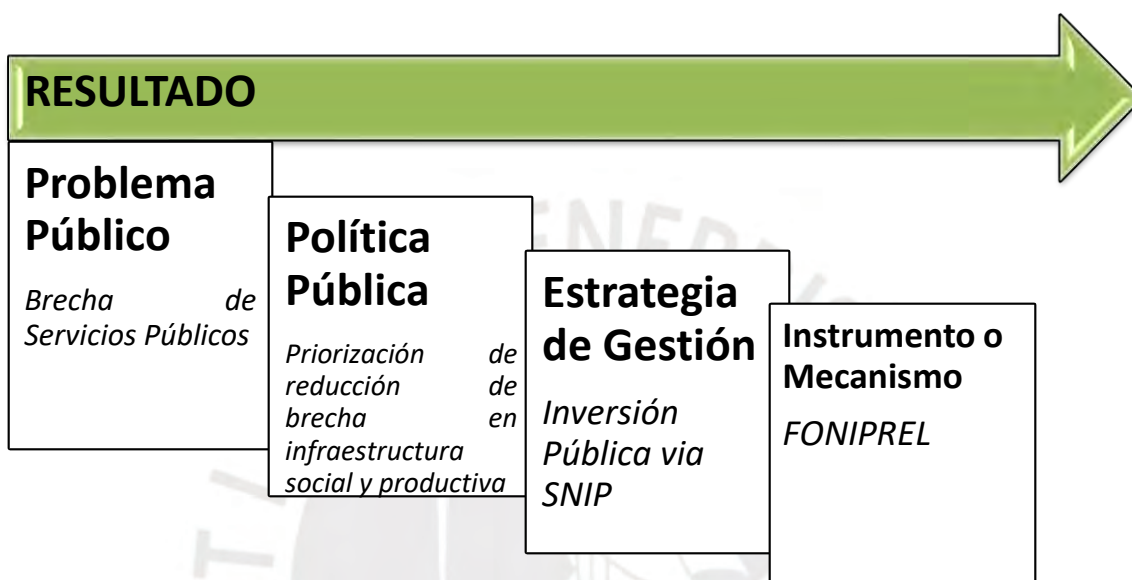 RESULTADO
Problema
Público
Brecha de
Servicios Públicos
Política
Pública
Priorización de
reducción de
brecha en
infraestructura
social y productiva
Estrategia
de Gestión
Inversión
Pública via
SNIP
Instrumento o
Mecanismo
FONIPREL